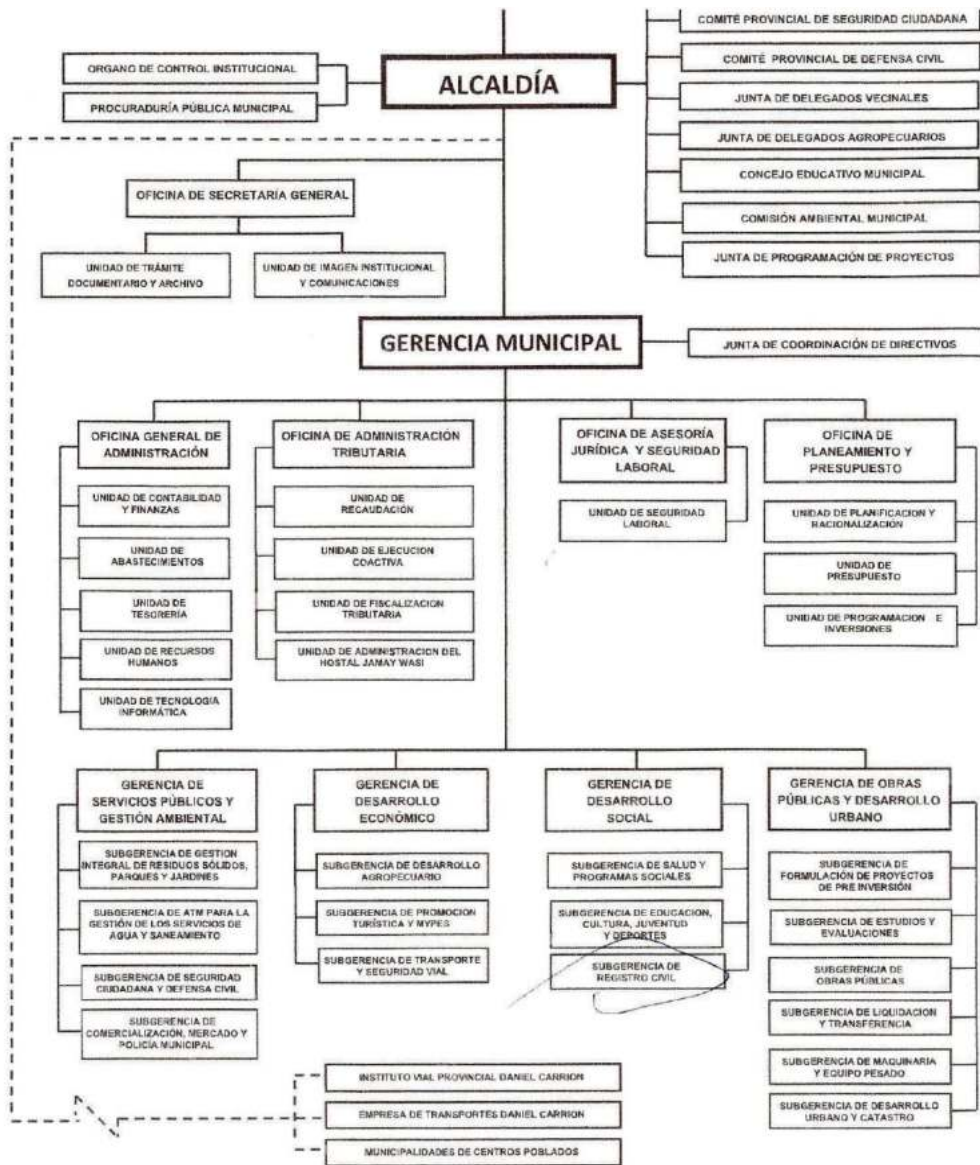 COMITÉ PROVINCIAL DE SEGURIDAD CIUDADANA
ORGANO DE CONTROL INSTITUCIONAL
ALCALDÍA
COMITÉ PROVINCIAL DE DEFENSA CIVIL
PROCURADURÍA PÚBLICA MUNICIPAL
JUNTA DE DELEGADOS VECINALES
JUNTA DE DELEGADOS AGROPECUARIOS
CONCEJO EDUCATIVO MUNICIPAL
COMISIÓN AMBIENTAL MUNICIPAL
JUNTA DE PROGRAMACIÓN DE PROYECTOS
OFICINA DE SECRETARÍA GENERAL
UNIDAD DE TRÁMITE
DOCUMENTARIO Y ARCHIVO
UNIDAD DE IMAGEN INSTITUCIONAL
Y COMUNICACIONES
GERENCIA MUNICIPAL
JUNTA DE COORDINACIÓN DE DIRECTIVOS
OFICINA GENERAL DE
ADMINISTRACIÓN
UNIDAD DE CONTABILIDAD
Y FINANZAS
UNIDAD DE
ABASTECIMIENTOS
UNIDAD DE
TESORERÍA
UNIDAD DE RECURSOS
HUMANOS
UNIDAD DE TECNOLOGIA
INFORMÁTICA
OFICINA DE ADMINISTRACIÓN
TRIBUTARIA
UNIDAD DE
RECAUDACIÓN
UNIDAD DE EJECUCION
COACTIVA
UNIDAD DE FISCALIZACION
TRIBUTARIA
UNIDAD DE ADMINISTRACION DEL
HOSTAL JAMAY WASI
OFICINA DE ASESORÍA
JURÍDICA Y SEGURIDAD
LABORAL
UNIDAD DE SEGURIDAD
LABORAL
OFICINA DE
PLANEAMIENTO Y
PRESUPUESTO
UNIDAD DE PLANIFICACION Y
RACIONALIZACIÓN
UNIDAD DE
PRESUPUESTO
UNIDAD DE PROGRAMACION E
INVERSIONES
GERENCIA DE
SERVICIOS PÚBLICOS Y
GESTIÓN AMBIENTAL
SUBGERENCIA DE GESTION
INTEGRAL DE RESIDUOS SÓLIDOS,
PARQUES Y JARDINES
SUBGERENCIA DE ATM PARA LA
GESTIÓN DE LOS SERVICIOS DE
AGUA Y SANEAMIENTO
SUBGERENCIA DE SEGURIDAD
CIUDADANA Y DEFENSA CIVIL
SUBGERENCIA DE
COMERCIALIZACIÓN, MERCADO Y
POLICÍA MUNICIPAL
GERENCIA DE
DESARROLLO
ECONÓMICO
SUBGERENCIA DE DESARROLLO
AGROPECUARIO
SUBGERENCIA DE PROMOCION
TURÍSTICA Y MYPES
SUBGERENCIA DE TRANSPORTE
Y SEGURIDAD VIAL
GERENCIA DE
DESARROLLO
SOCIAL
SUBGERENCIA DE SALUD Y
PROGRAMAS SOCIALES
SUBGERENCIA DE EDUCACION,
CULTURA, JUVENTUD
Y DEPORTES
SUBGERENCIA DE
REGISTRO CIVIL
GERENCIA DE OBRAS
PÚBLICAS Y DESARROLLO
URBANO
SUBGERENCIA DE
FORMULACIÓN DE PROYECTOS
DE PRE INVERSIÓN
SUBGERENCIA DE ESTUDIOS Y
EVALUACIONES
SUBGERENCIA DE
OBRAS PÚBLICAS
SUBGERENCIA DE LIQUIDACION
Y TRANSFERENCIA
SUBGERENCIA DE MAQUINARIA
Y EQUIPO PESADO
SUBGERENCIA DE DESARROLLO
URBANO Y CATASTRO
INSTITUTO VIAL PROVINCIAL DANIEL CARRION
EMPRESA DE TRANSPORTES DANIEL CARRION
MUNICIPALIDADES DE CENTROS POBLADOS